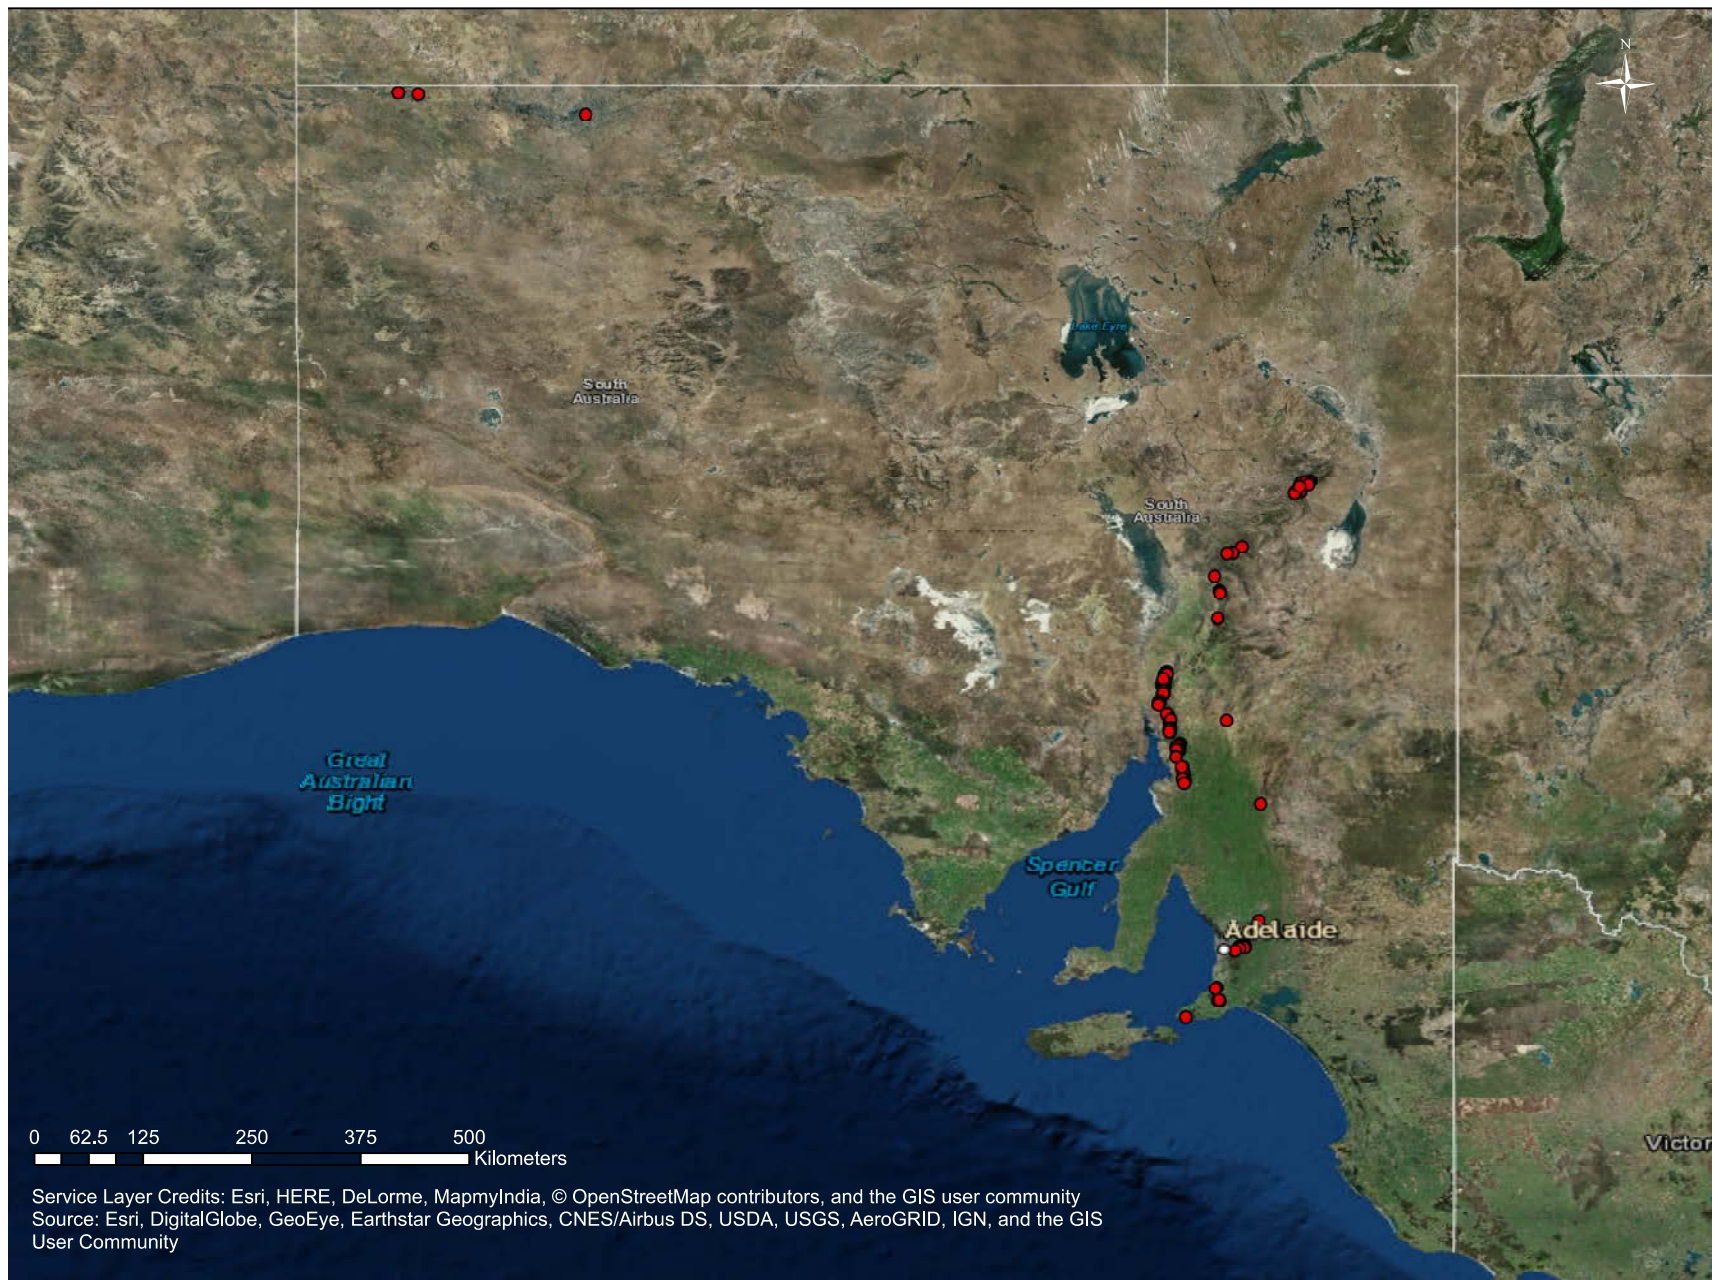 N
Lake Eyre
South
Australia
South
Australia
Great
Australian
Bight
Spencer
Gulf
Adelaide
Victor
0 62.5 125 250 375 500
Kilometers
Service Layer Credits: Esri, HERE, DeLorme, MapmyIndia, © OpenStreetMap contributors, and the GIS user community
Source: Esri, DigitalGlobe, GeoEye, Earthstar Geographics, CNES/Airbus DS, USDA, USGS, AeroGRID, IGN, and the GIS
User Community